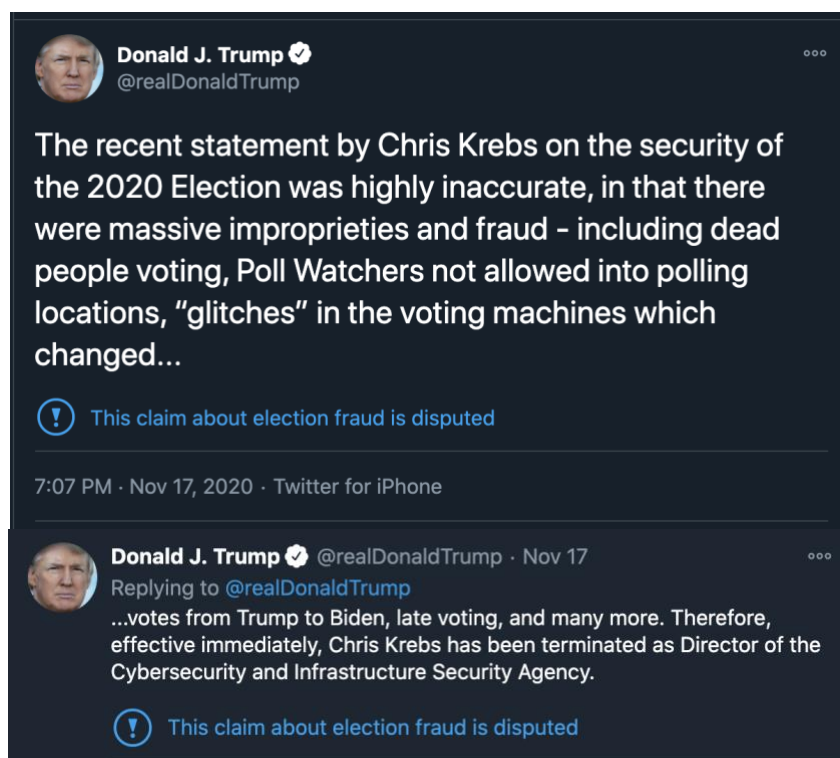 Donald J. Trump
@realDonaldTrump
The recent statement by Chris Krebs on the security of
the 2020 Election was highly inaccurate, in that there
were massive improprieties and fraud - including dead
people voting, Poll Watchers not allowed into polling
locations, “glitches” in the voting machines which
changed...
This claim about election fraud is disputed
7:07 PM · Nov 17, 2020 · Twitter for iPhone
Donald J. Trump @realDonaldTrump · Nov 17
Replying to @realDonaldTrump
...votes from Trump to Biden, late voting, and many more. Therefore,
effective immediately, Chris Krebs has been terminated as Director of the
Cybersecurity and Infrastructure Security Agency.
This claim about election fraud is disputed